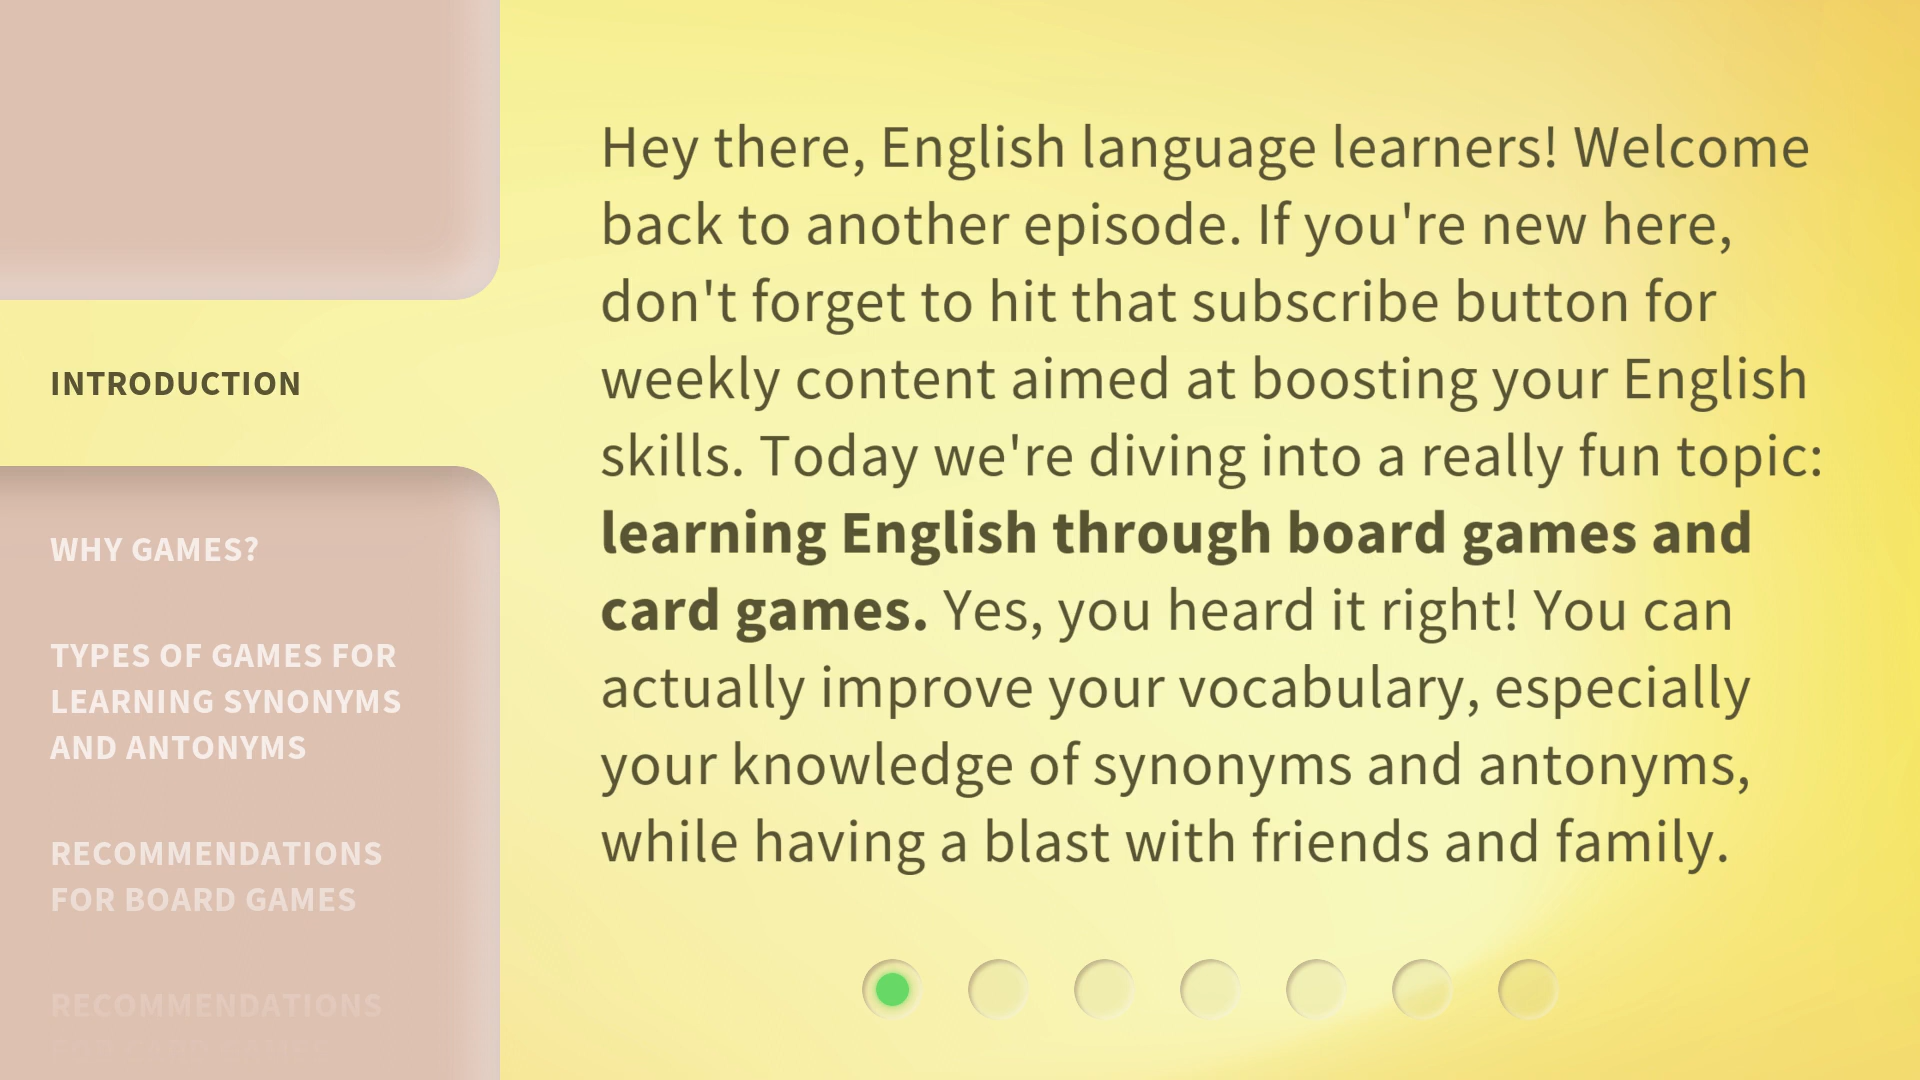 INTRODUCTION
WHY GAMES?
TYPES OF GAMES FOR
LEARNING SYNONYMS
AND ANTONYMS
RECOMMENDATIONS
FOR BOARD GAMES
RECOMMENDATIONS
Hey there, English language learners! Welcome
back to another episode. If you're new here,
don't forget to hit that subscribe button for
weekly content aimed at boosting your English
skills. Today we're diving into a really fun topic:
learning English through board games and
card games. Yes, you heard it right! You can
actually improve your vocabulary, especially
your knowledge of synonyms and antonyms,
while having a blast with friends and family.